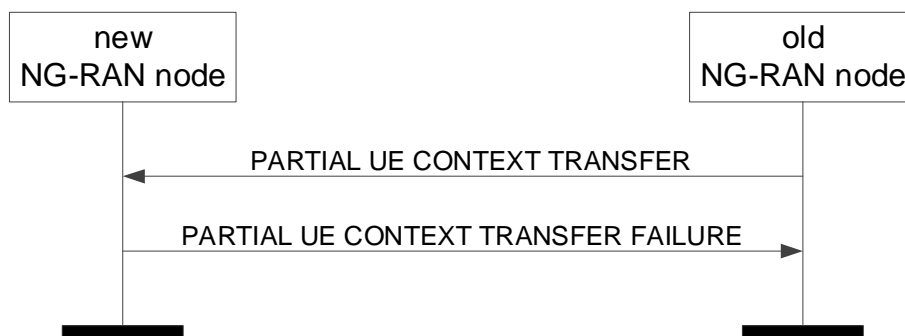 new
NG-RAN node
old
NG-RAN node
PARTIAL UE CONTEXT TRANSFER
PARTIAL UE CONTEXT TRANSFER FAILURE